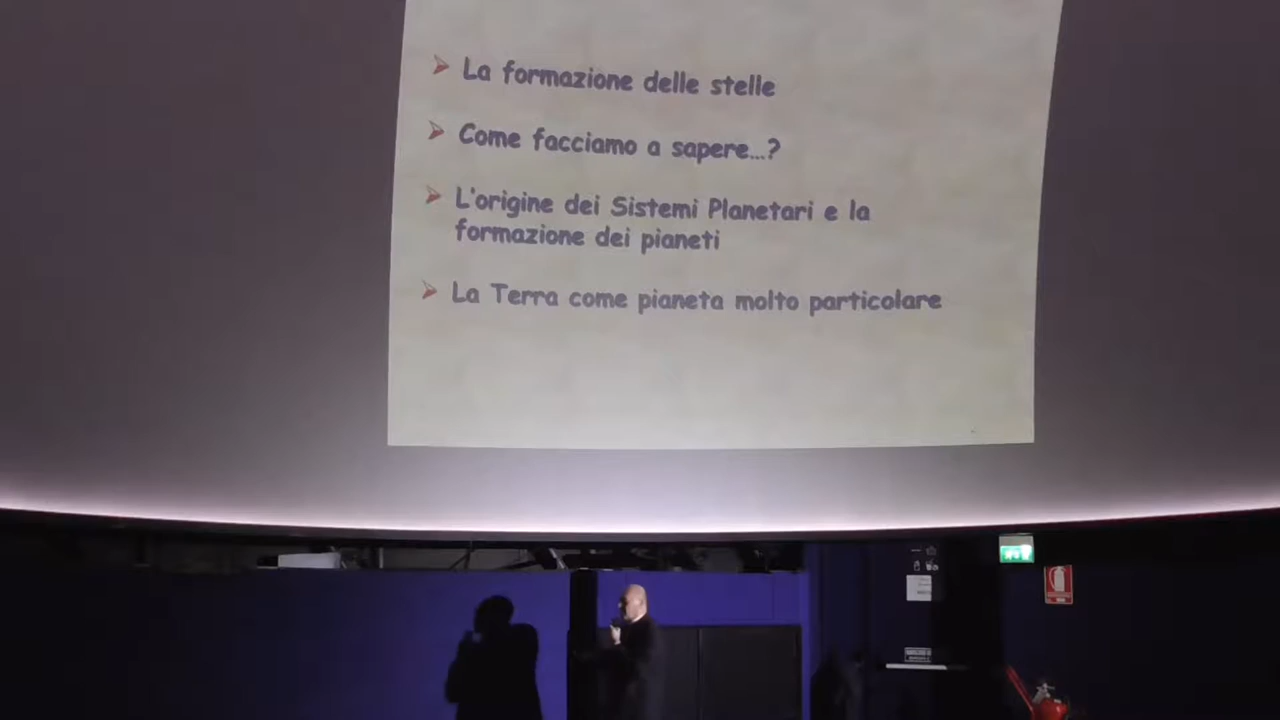 La formazione delle stelle
Come facciamo a sapere...?
L'origine dei Sistemi Planetari e la
formazione dei pianeti
La Terra come pianeta molto particolare